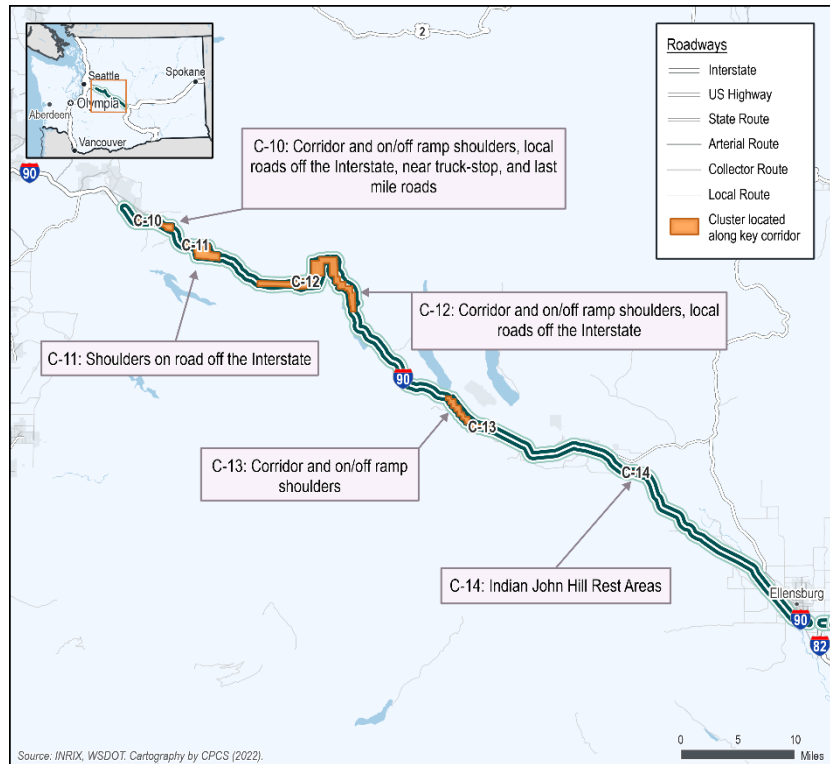 2
Seattle
Spokane
Olympia
Aberdeen
Vancouver
90
Roadways
Interstate
US Highway
State Route
Arterial Route
Collector Route
Local Route
Cluster located
along key corridor
C-10: Corridor and on/off ramp shoulders, local
roads off the Interstate, near truck-stop, and last
mile roads
C-10
C-11
C-12
C-12: Corridor and on/off ramp shoulders, local
roads off the Interstate
C-11: Shoulders on road off the Interstate
90
C-13
C-13: Corridor and on/off ramp
shoulders
C-14
C-14: Indian John Hill Rest Areas
Ellensburg
90
82
Source: INRIX, WSDOT. Cartography by CPCS (2022).
0 5 10
Miles